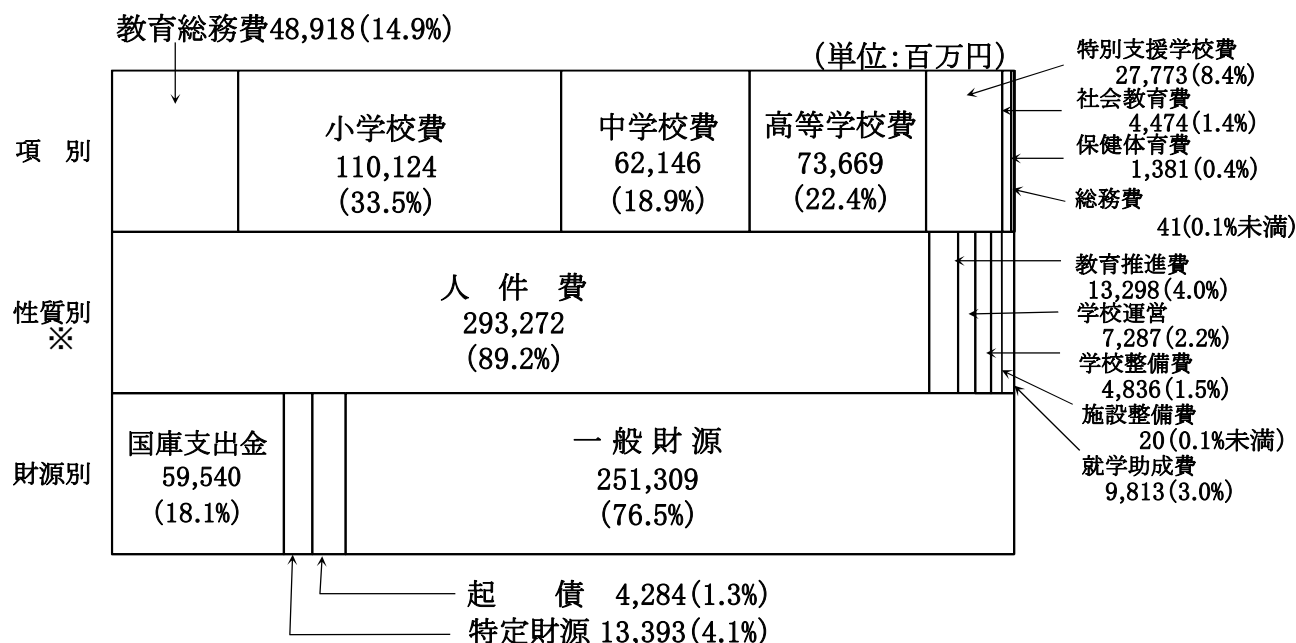 教育総務費48,918(14.9%)
(単位:百万円)
項 別
小学校費
110,124
(33.5%)
中学校費
62,146
(18.9%)
高等学校費
73,669
(22.4%)
特別支援学校費
27,773(8.4%)
社会教育費
4,474(1.4%)
保健体育費
1,381(0.4%)
総務費
41(0.1%未満)
性質別
※
人 件 費
293,272
(89.2%)
教育推進費
13,298(4.0%)
学校運営
7,287(2.2%)
学校整備費
4,836(1.5%)
施設整備費
20(0.1%未満)
就学助成費
9,813(3.0%)
財源別
国庫支出金
59,540
(18.1%)
一 般 財 源
251,309
(76.5%)
起 債 4,284(1.3%)
特定財源 13,393(4.1%)